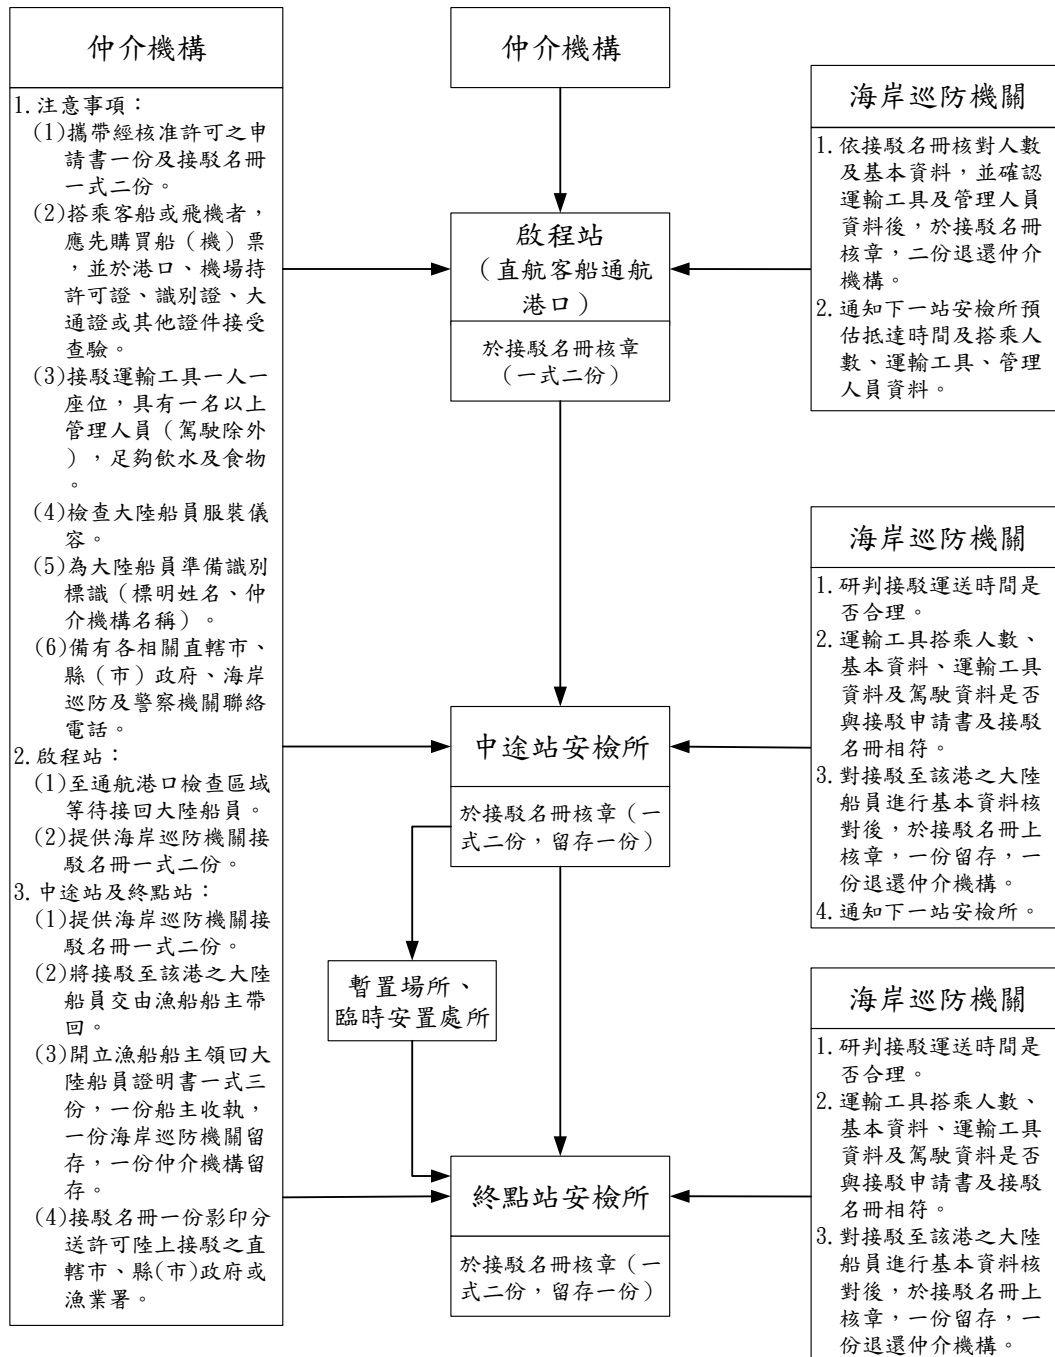 仲介機構
1.注意事項：
(1)攜帶經核准許可之申
請書一份及接駁名冊
一式二份。
(2)搭乘客船或飛機者，
應先購買船（機）票
，並於港口、機場持
許可證、識別證、大
通證或其他證件接受
查驗。
(3)接駁運輸工具一人一
座位，具有一名以上
管理人員（駕駛除外
），足夠飲水及食物
。
(4)檢查大陸船員服裝儀
容。
(5)為大陸船員準備識別
標識（標明姓名、仲
介機構名稱）。
(6)備有各相關直轄市、
縣（市）政府、海岸
巡防及警察機關聯絡
電話。
2.啟程站：
(1)至通航港口檢查區域
等待接回大陸船員。
(2)提供海岸巡防機關接
駁名冊一式二份。
3.中途站及終點站：
(1)提供海岸巡防機關接
駁名冊一式二份。
(2)將接駁至該港之大陸
船員交由漁船船主帶
回。
(3)開立漁船船主領回大
陸船員證明書一式三
份，一份船主收執，
一份海岸巡防機關留
存，一份仲介機構留
存。
(4)接駁名冊一份影印分
送許可陸上接駁之直
轄市、縣(市)政府或
漁業署。
仲介機構
啟程站
（直航客船通航
港口）
於接駁名冊核章
（一式二份）
中途站安檢所
於接駁名冊核章（一
式二份，留存一份）
暫置場所、
臨時安置處所
終點站安檢所
於接駁名冊核章（一
式二份，留存一份）
海岸巡防機關
1.依接駁名冊核對人數
及基本資料，並確認
運輸工具及管理人員
資料後，於接駁名冊
核章，二份退還仲介
機構。
2.通知下一站安檢所預
估抵達時間及搭乘人
數、運輸工具、管理
人員資料。
海岸巡防機關
1.研判接駁運送時間是
否合理。
2.運輸工具搭乘人數、
基本資料、運輸工具
資料及駕駛資料是否
與接駁申請書及接駁
名冊相符。
3.對接駁至該港之大陸
船員進行基本資料核
對後，於接駁名冊上
核章，一份留存，一
份退還仲介機構。
4.通知下一站安檢所。
海岸巡防機關
1.研判接駁運送時間是
否合理。
2.運輸工具搭乘人數、
基本資料、運輸工具
資料及駕駛資料是否
與接駁申請書及接駁
名冊相符。
3.對接駁至該港之大陸
船員進行基本資料核
對後，於接駁名冊上
核章，一份留存，一
份退還仲介機構。